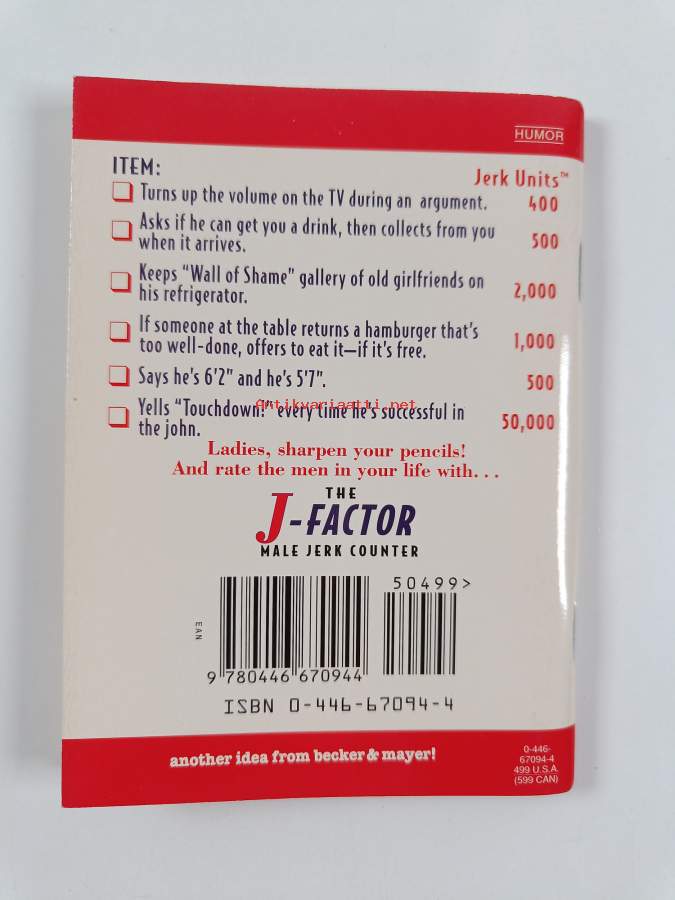 HUMOR
ITEM:
Jerk Units™
Turns up the volume on the TV during an argument. 400
Asks if he can get you a drink, then collects from you
when it arrives. 500
Keeps "Wall of Shame" gallery of old girlfriends on
his refrigerator. 2,000
If someone at the table returns a hamburger that's
too well-done, offers to eat it—if it's free. 1,000
Says he's 6'2" and he's 5'7". 500
antikvariaatti.net
Yells "Touchdown!" every time he's successful in
the john. 50,000
Ladies, sharpen your pencils!
And rate the men in your life with. . .
THE
J-FACTOR
MALE JERK COUNTER
50499>
EAN
9 780446 670944
ISBN 0-446-67094-4
another idea from becker & mayer!
0-446-
67094-4
499 U.S.A.
(599 CAN)